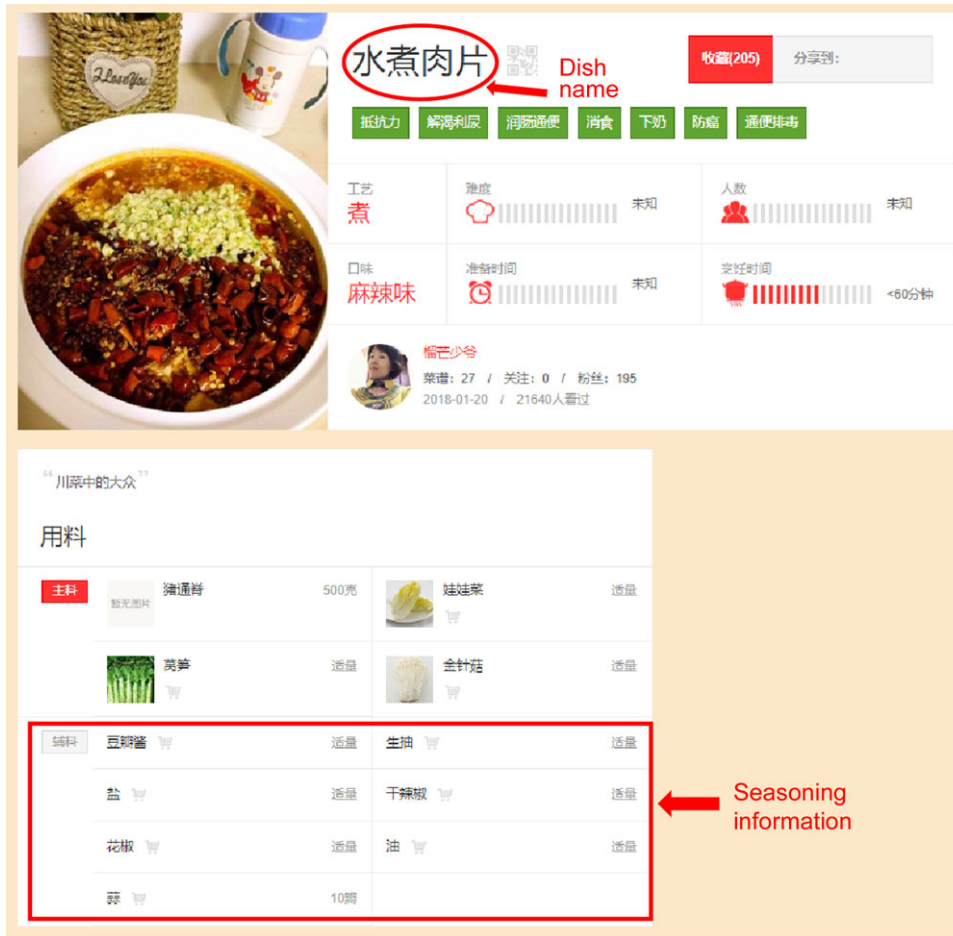 I Love You
水煮肉片
Dish
name
收藏(205)
分享到:
抵抗力 解渴利尿 润肠通便 消食 下奶 防癌 通便排毒
工艺
煮
难度
未知
人数
未知
口味
麻辣味
准备时间
未知
烹饪时间
<60分钟
榴芒少谷
菜谱: 27 / 关注: 0 / 粉丝: 195
2018-01-20 / 21640人看过
“川菜中的大众”
用料
主料
暂无图片
猪通脊 500克
娃娃菜 适量
莴笋 适量
金针菇 适量
辅料
豆瓣酱 适量
生抽 适量
盐 适量
干辣椒 适量
花椒 适量
油 适量
蒜 10瓣
Seasoning
information